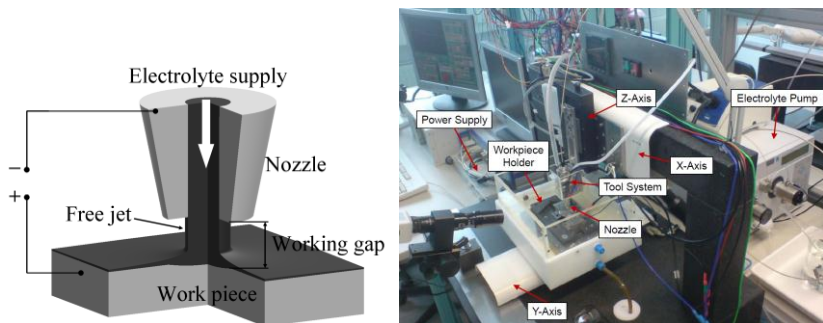 Electrolyte supply
−
+
Nozzle
Free jet
Working gap
Work piece
Z-Axis
Electrolyte Pump
Power Supply
Workpiece
Holder
X-Axis
Tool System
Nozzle
Y-Axis